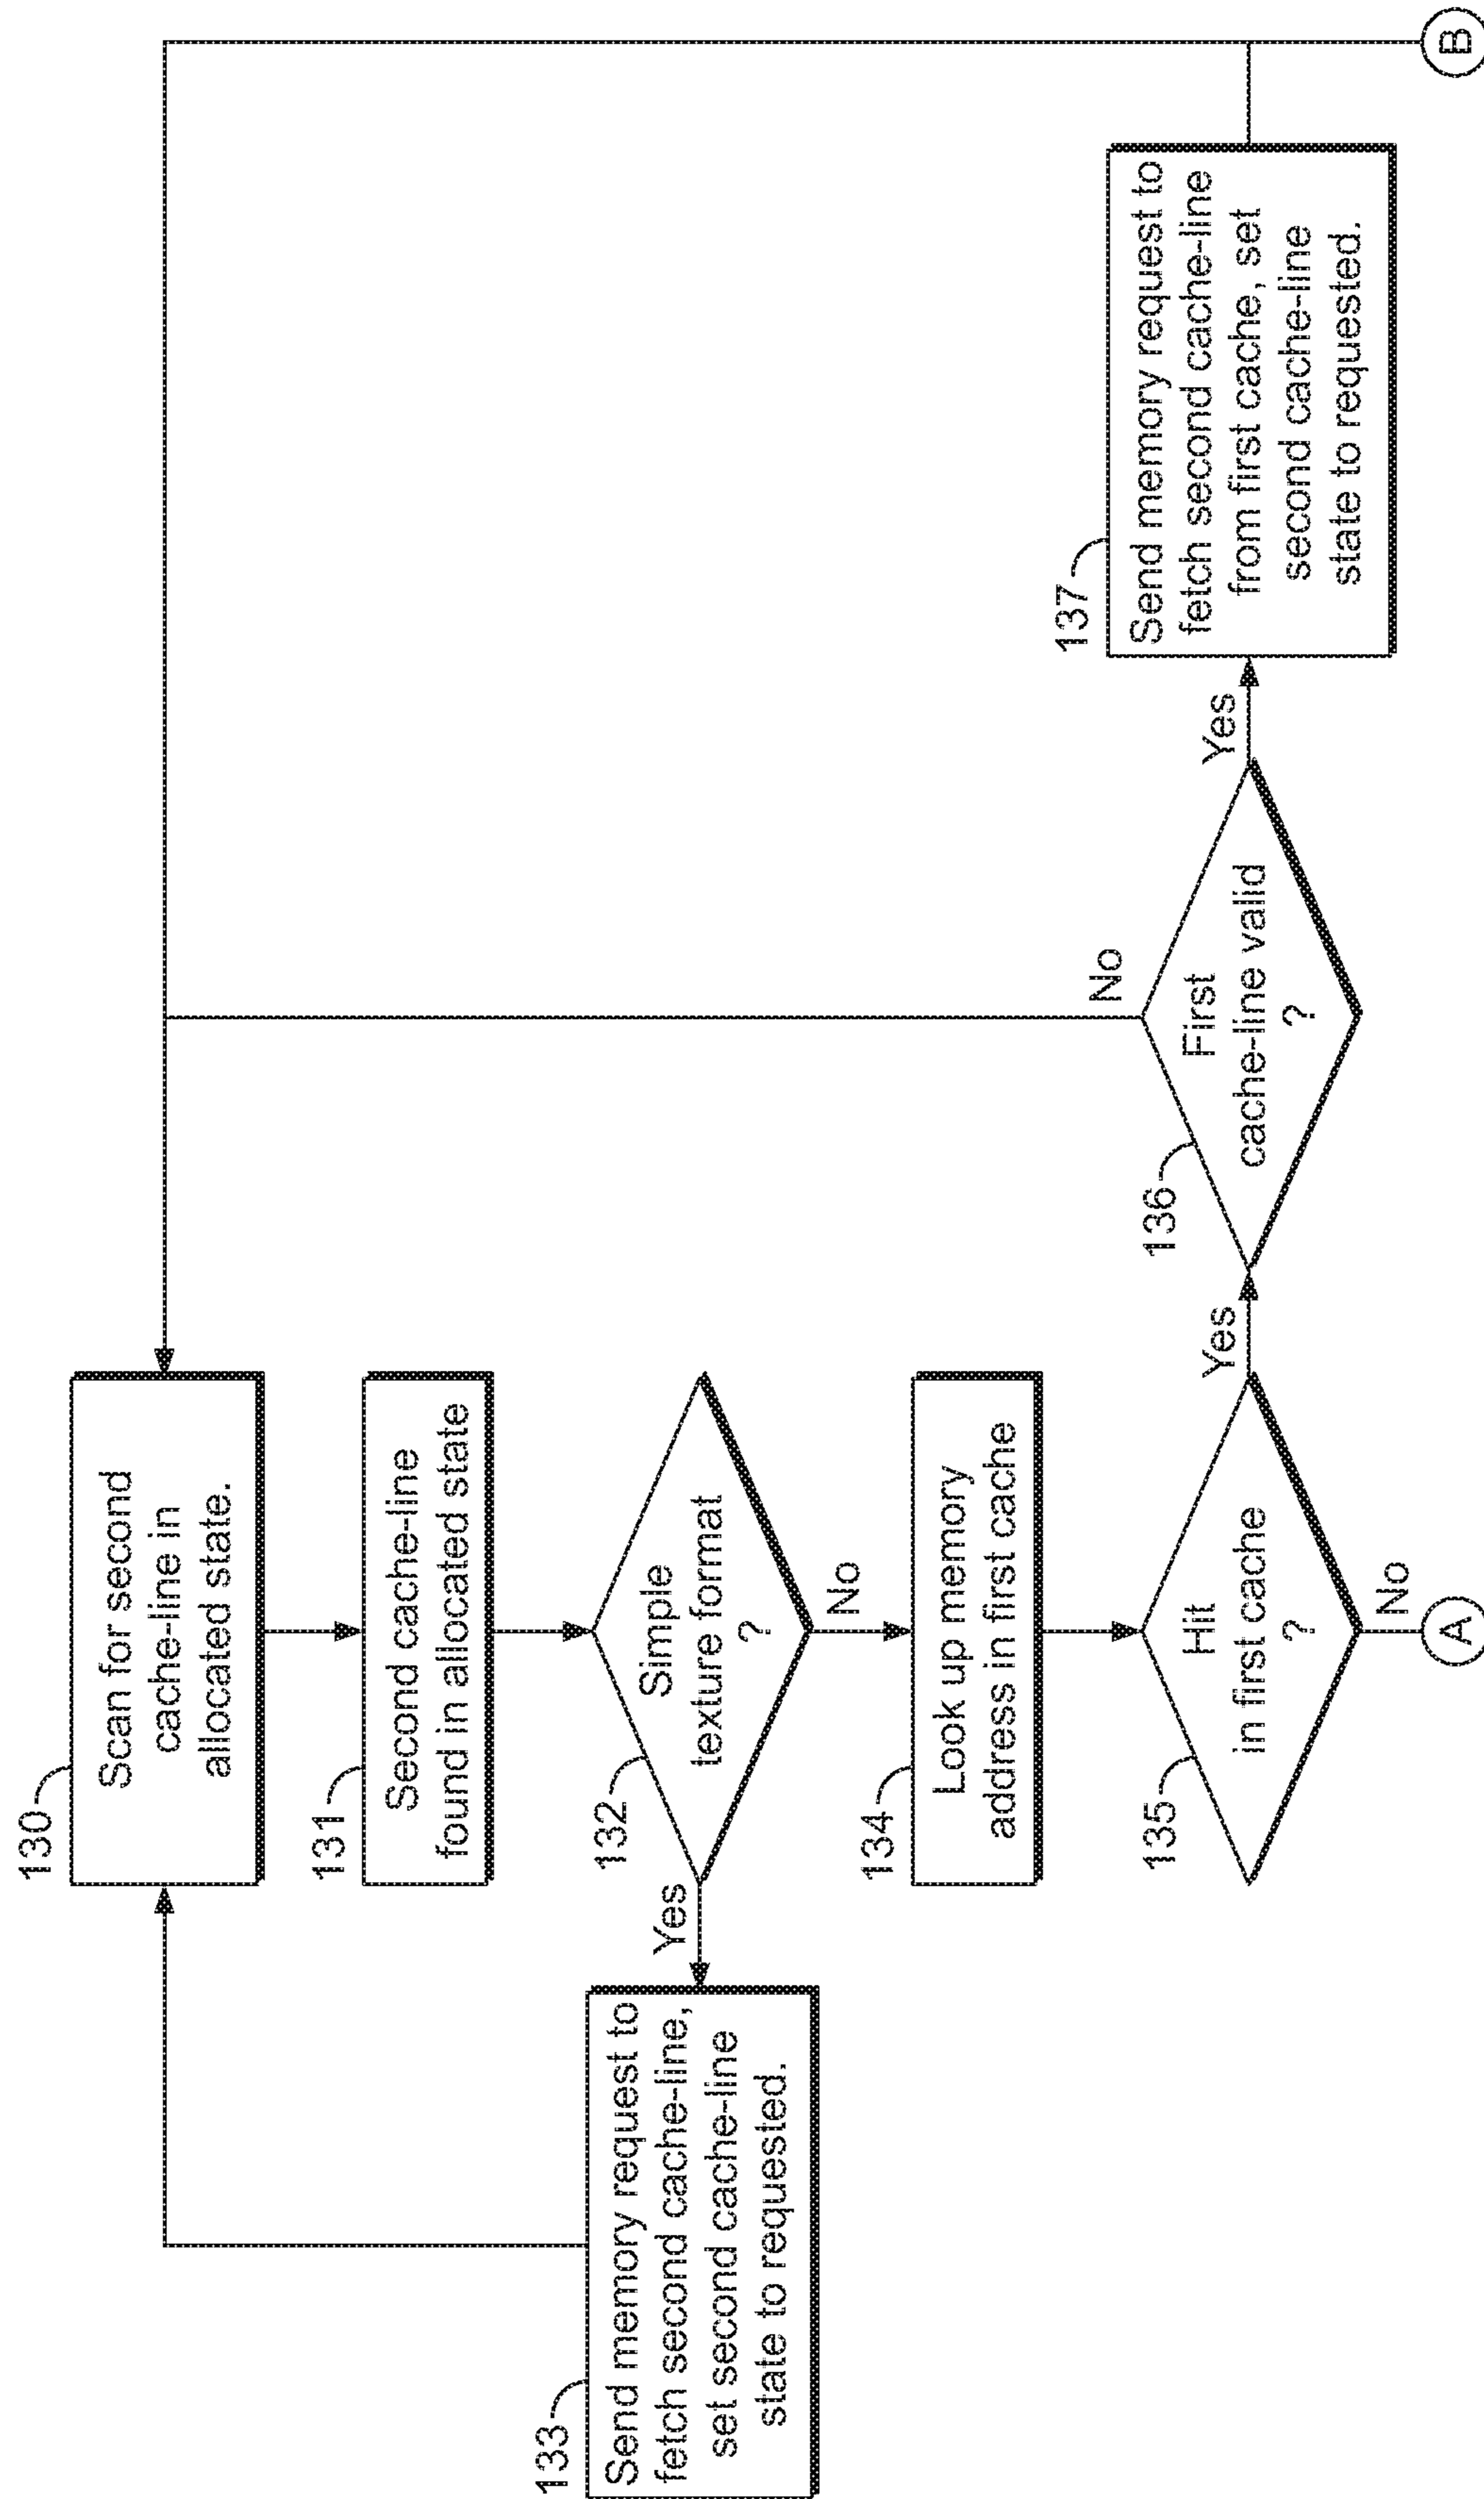 130
Scan for second
cache-line in
allocated state.
131
Second cache-line
found in allocated state
132
Simple
texture format
?
Yes
No
133
Send memory request to
fetch second cache-line,
set second cache-line
state to requested.
134
Look up memory
address in first cache
135
Hit
in first cache
?
Yes
No
A
136
First
cache-line valid
?
No
Yes
137
Send memory request to
fetch second cache-line
from first cache, set
second cache-line
state to requested.
B